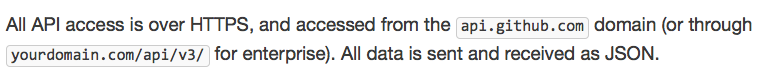 All API access is over HTTPS, and accessed from the api.github.com domain (or through
yourdomain.com/api/v3/ for enterprise). All data is sent and received as JSON.